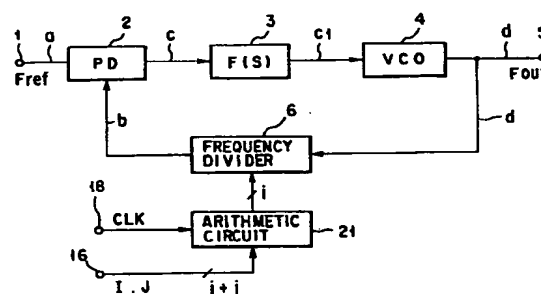 1 a 2 c 3 c1 4 d 5
PD F(S) VCO
Fref Fout
b 6 d
FREQUENCY
DIVIDER
i
18 CLK
ARITHMETIC
CIRCUIT 21
16 I.J i+j